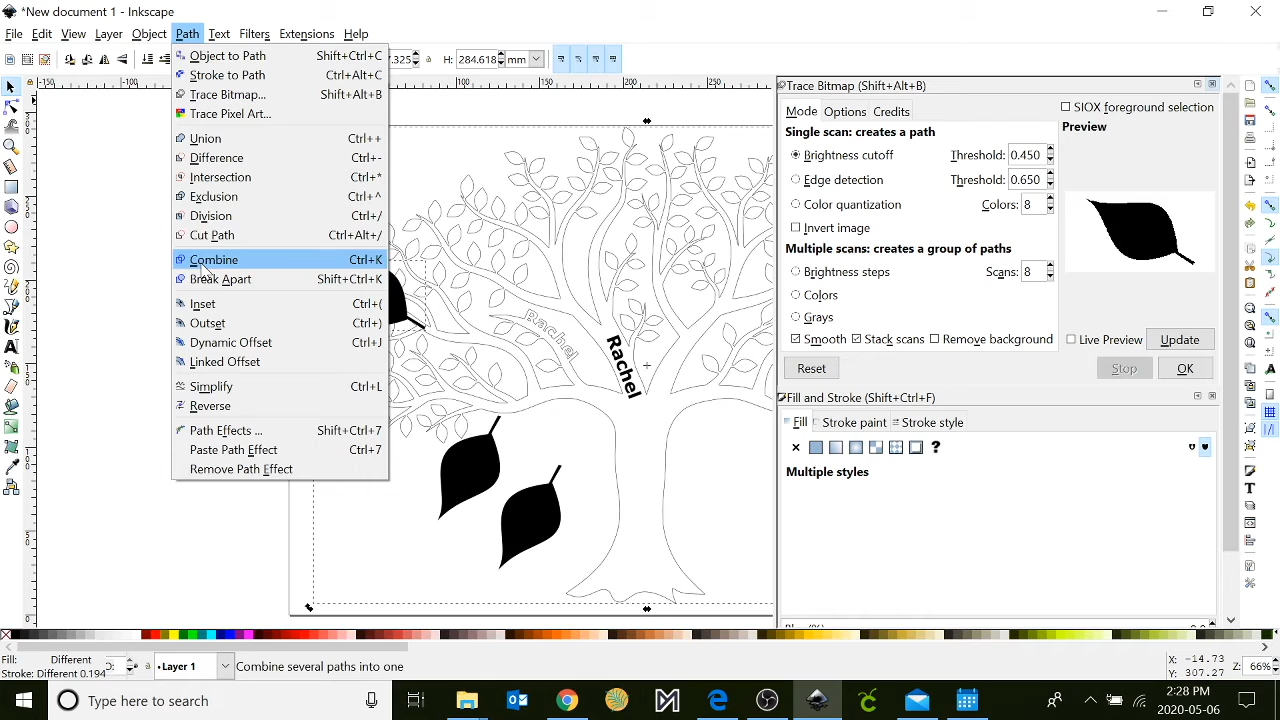 *New document 1 - Inkscape
File Edit View Layer Object Path Text Filters Extensions Help
Object to Path Shift+Ctrl+C
Stroke to Path Ctrl+Alt+C
Trace Bitmap... Shift+Alt+B
Trace Pixel Art...
Union Ctrl++
Difference Ctrl+-
Intersection Ctrl+*
Exclusion Ctrl+^
Division Ctrl+/
Cut Path Ctrl+Alt+/
Combine Ctrl+K
Break Apart Shift+Ctrl+K
Inset Ctrl+(
Outset Ctrl+)
Dynamic Offset Ctrl+J
Linked Offset
Simplify Ctrl+L
Reverse
Path Effects ... Shift+Ctrl+7
Paste Path Effect Ctrl+7
Remove Path Effect
7.325 H: 284.618 mm
-150 -100 100 150 200 250
Rachel
Rachel
Trace Bitmap (Shift+Alt+B)
Mode Options Credits
SIOX foreground selection
Preview
Single scan: creates a path
Brightness cutoff Threshold: 0.450
Edge detection Threshold: 0.650
Color quantization Colors: 8
Invert image
Multiple scans: creates a group of paths
Brightness steps Scans: 8
Colors
Grays
Smooth Stack scans Remove background
Live Preview Update
Reset Stop OK
Fill and Stroke (Shift+Ctrl+F)
Fill Stroke paint Stroke style
?
Multiple styles
Fill: Different
Stroke: Different 0.194
O:
Layer 1
Combine several paths into one
X: -14.73
Y: 307.27
Z: 66%
Type here to search
2:28 PM
2020-05-06